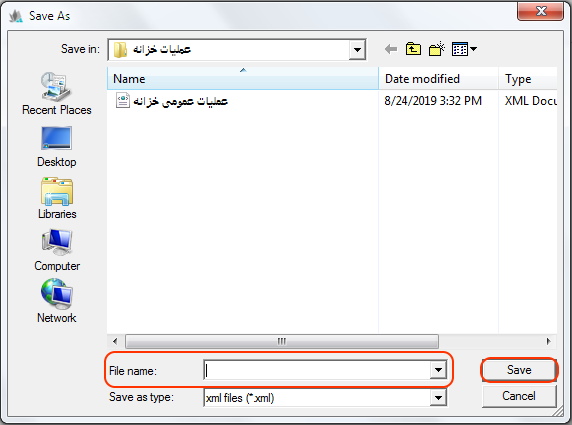 Save As
Save in: عملیات خزانه
Name Date modified Type
عملیات عمومی خزانه 8/24/2019 3:32 PM XML Docu
Recent Places
Desktop
Libraries
Computer
Network
File name: Save
Save as type: xml files (*.xml) Cancel